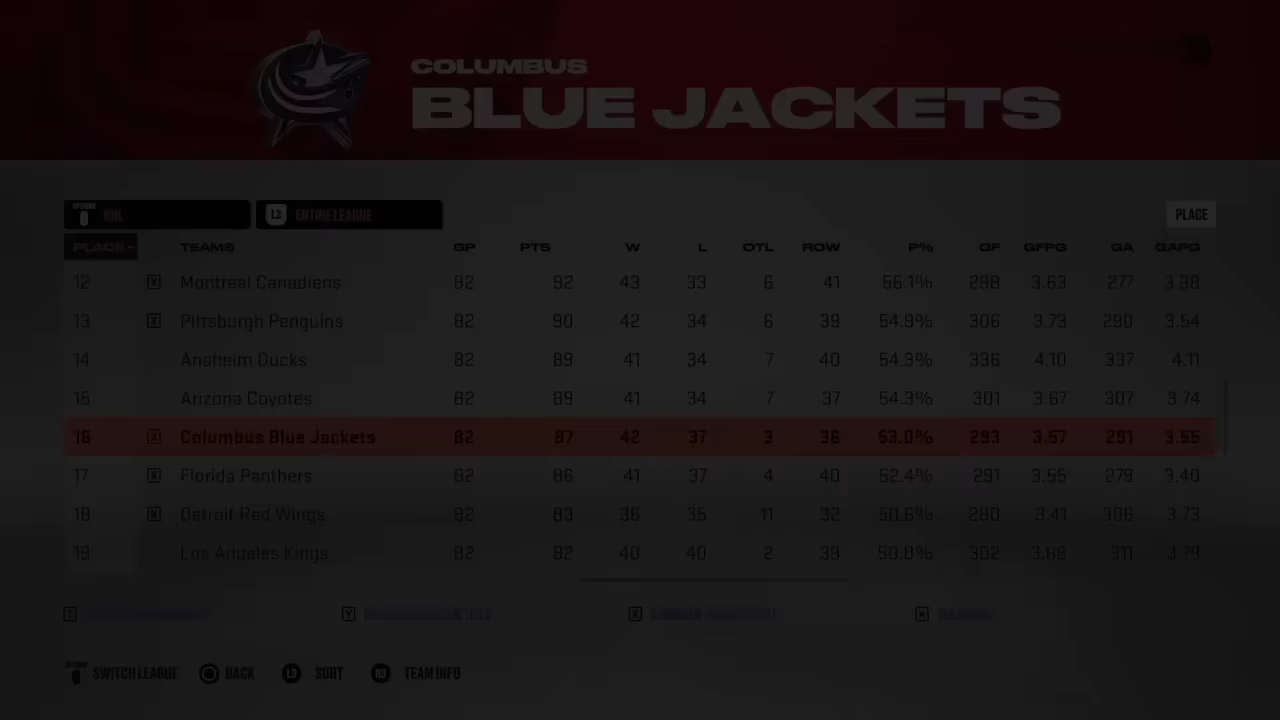 COLUMBUS
BLUE JACKETS
OPTIONS NHL L2 ENTIRE LEAGUE PLACE
PLACE TEAMS GP PTS W L OTL ROW P% GF GFPG GA GAPG
12 Y Montreal Canadiens 82 92 43 33 6 41 56.1% 298 3.63 277 3.38
13 X Pittsburgh Penguins 82 90 42 34 6 39 54.9% 306 3.73 290 3.54
14 Anaheim Ducks 82 89 41 34 7 40 54.3% 336 4.10 337 4.11
15 Arizona Coyotes 82 89 41 34 7 37 54.3% 301 3.67 307 3.74
16 X Columbus Blue Jackets 82 87 42 37 3 36 53.0% 293 3.57 291 3.55
17 X Florida Panthers 82 86 41 37 4 40 52.4% 291 3.55 279 3.40
18 X Detroit Red Wings 82 83 36 35 11 32 50.6% 280 3.41 306 3.73
19 Los Angeles Kings 82 82 40 40 2 39 50.0% 302 3.68 311 3.79
Z Y X
SWITCH LEAGUE BACK L3 SORT R3 TEAM INFO